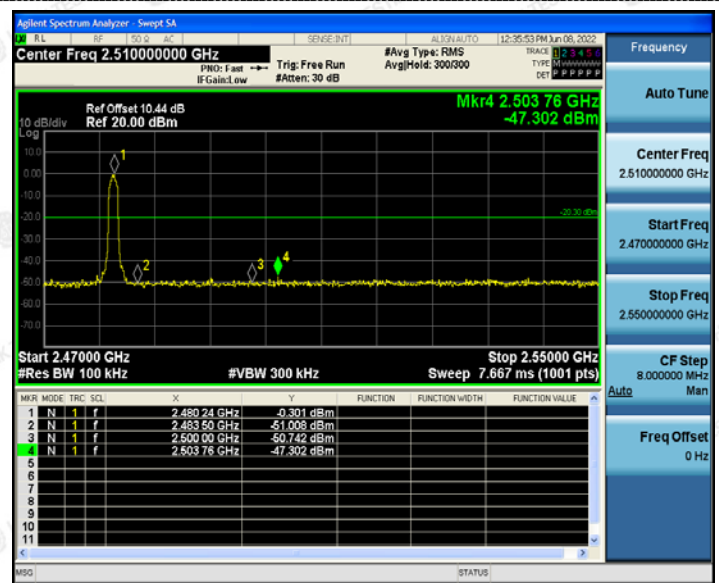 Agilent Spectrum Analyzer - Swept SA
RL RF 50 Ω AC SENSE:INT ALIGNAUTO 12:35:53 PM Jun 08, 2022
Center Freq 2.510000000 GHz
PNO: Fast
IFGain:Low
Trig: Free Run
#Atten: 30 dB
#Avg Type: RMS
Avg|Hold: 300/300
TRACE 1 2 3 4 5 6
TYPE M
DET P P P P P P
Ref Offset 10.44 dB
Ref 20.00 dBm
10 dB/div
Log
Mkr4 2.503 76 GHz
-47.302 dBm
10.0
0.00
-10.0
-20.0
-30.0
-40.0
-50.0
-60.0
-70.0
-20.30 dBm
1
2
3
4
Start 2.47000 GHz
#Res BW 100 kHz
#VBW 300 kHz
Stop 2.55000 GHz
Sweep 7.667 ms (1001 pts)
MKR MODE TRC SCL X Y FUNCTION FUNCTION WIDTH FUNCTION VALUE
1 N 1 f 2.480 24 GHz -0.301 dBm
2 N 1 f 2.483 50 GHz -51.008 dBm
3 N 1 f 2.500 00 GHz -50.742 dBm
4 N 1 f 2.503 76 GHz -47.302 dBm
5
6
7
8
9
10
11
MSG
STATUS
Frequency
Auto Tune
Center Freq
2.510000000 GHz
Start Freq
2.470000000 GHz
Stop Freq
2.550000000 GHz
CF Step
8.000000 MHz
Auto Man
Freq Offset
0 Hz